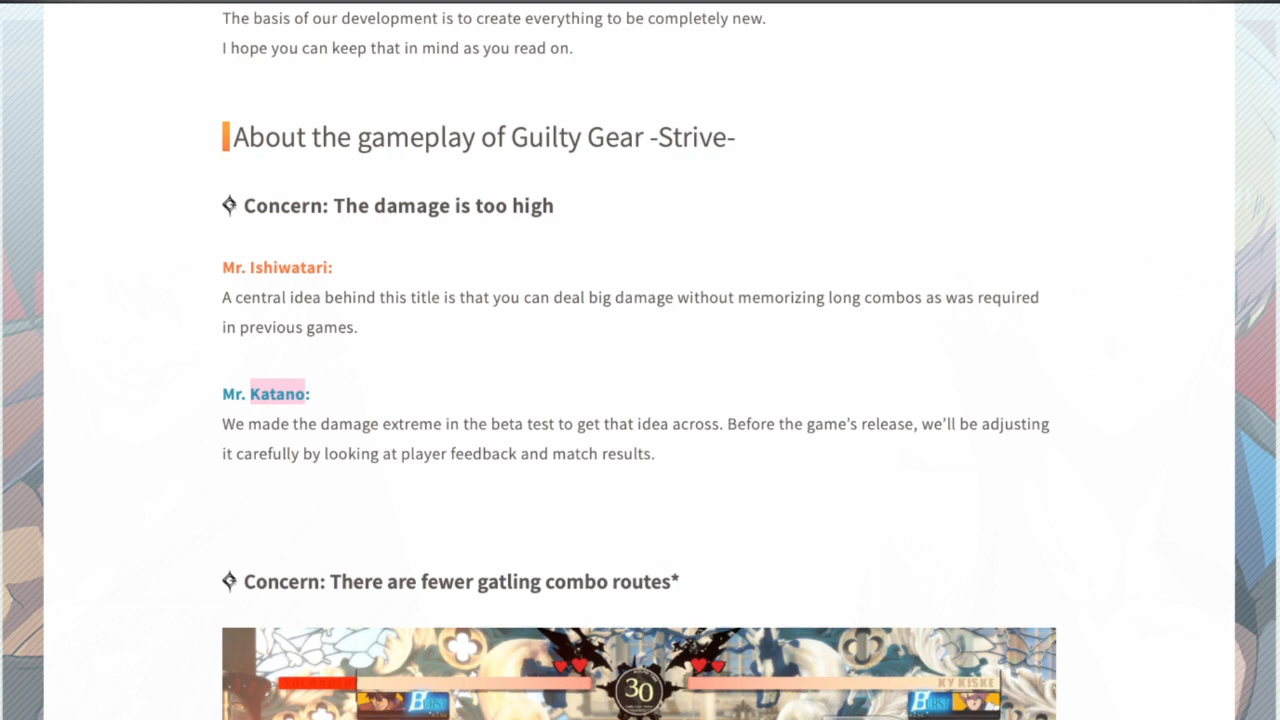 The basis of our development is to create everything to be completely new.
I hope you can keep that in mind as you read on.
About the gameplay of Guilty Gear -Strive-
Concern: The damage is too high
Mr. Ishiwatari:
A central idea behind this title is that you can deal big damage without memorizing long combos as was required
in previous games.
Mr. Katano:
We made the damage extreme in the beta test to get that idea across. Before the game’s release, we’ll be adjusting
it carefully by looking at player feedback and match results.
Concern: There are fewer gatling combo routes*
30
KY KISKE